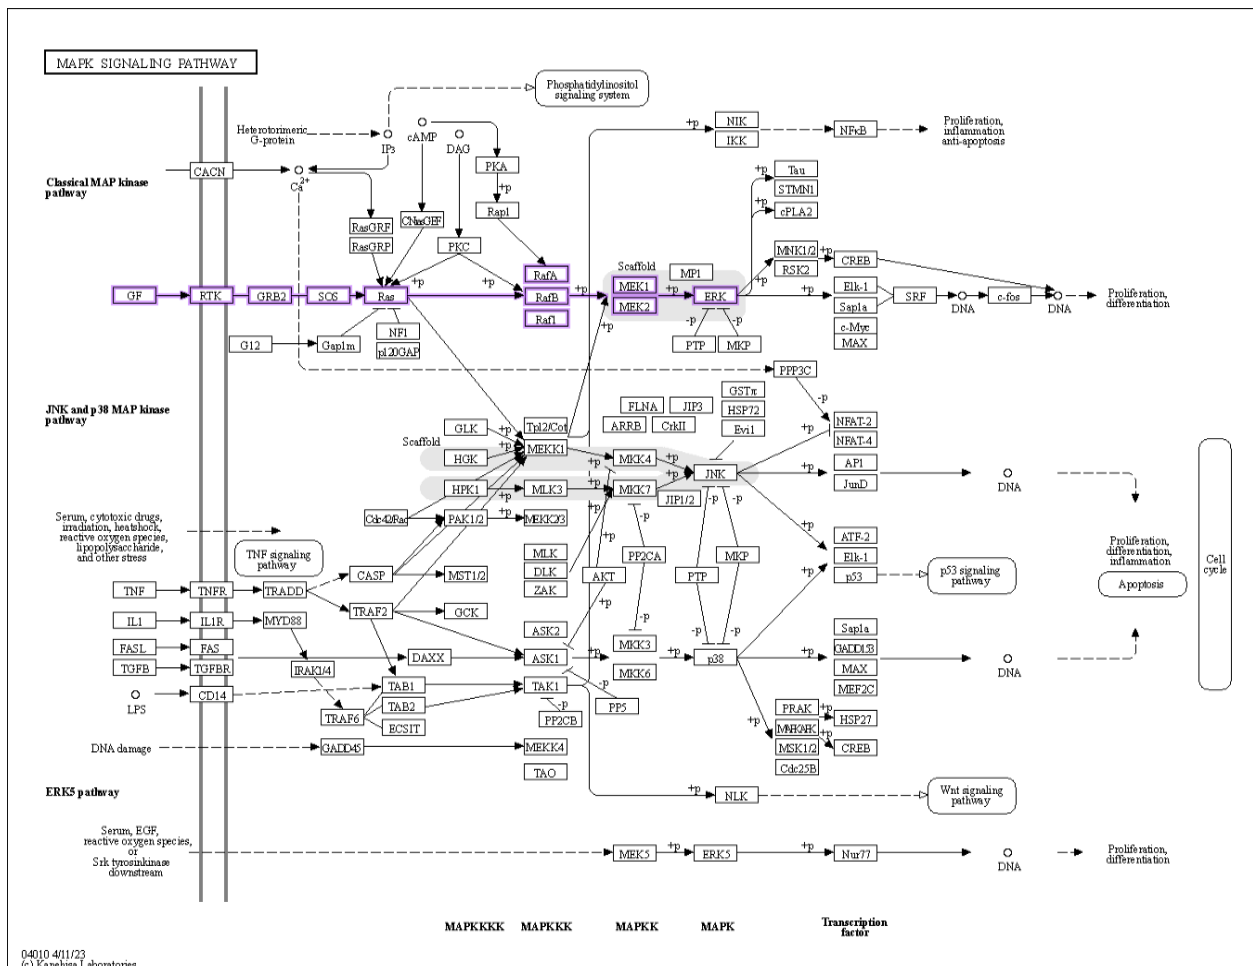 MAPK SIGNALING PATHWAY
Phosphatidylinositol
signaling system
Heterotorimeric
G-protein
IP3
cAMP
DAG
PKA
+p
NIK
IKK
NFκB
Proliferation,
inflammation
anti-apoptosis
Classical MAP kinase
pathway
CACN
Ca2+
+p
Rap1
RasGRF
RasGRP
CNasGEF
PKC
Tau
STMN1
cPLA2
+p
+p
MNK1/2
RSK2
+p
CREB
Scaffold
MP1
GF
RTK
GRB2
SOS
Ras
+p
+p
RafA
RafB
Raf1
+p
MEK1
MEK2
+p
ERK
+p
+p
Elk-1
Sap1a
c-Myc
MAX
SRF
DNA
c-fos
DNA
Proliferation,
differentiation
G12
Gap1m
NF1
p120GAP
+p
-p
-p
PTP
MKP
PPP3C
-p
JNK and p38 MAP kinase
pathway
GLK
HGK
HPK1
Scaffold
+p
+p
+p
+p
Tpl2/Cot
MEKK1
MLK3
FLNA
JIP3
ARRB
CrkII
GSTπ
HSP72
Evi1
MKK4
MKK7
+p
+p
+p
+p
JNK
JIP1/2
+p
NFAT-2
NFAT-4
+p
AP1
JunD
DNA
Cdc42/Rac
+p
PAK1/2
+p
MEKK2/3
-p
-p
-p
+p
Serum, cytotoxic drugs,
irradiation, heatshock,
reactive oxygen species,
lipopolysaccharide,
and other stress
TNF signaling
pathway
MLK
DLK
ZAK
AKT
+p
+p
PP2CA
PTP
MKP
+p
ATF-2
Elk-1
p53
p53 signaling
pathway
Proliferation,
differentiation,
inflammation
Apoptosis
Cell
cycle
CASP
MST1/2
TNF
TNFR
TRADD
TRAF2
GCK
IL1
IL1R
MYD88
ASK2
-p
-p
-p
+p
FASL
FAS
DAXX
ASK1
+p
MKK3
MKK6
+p
p38
+p
Sap1a
GADD153
MAX
MEF2C
DNA
TGFB
TGFBR
IRAK1/4
LPS
CD14
TAB1
TAB2
ECSIT
TRAF6
TAK1
-p
PP2CB
-p
PP5
+p
PRAK
MAPKAPK
MSK1/2
Cdc25B
+p
+p
HSP27
CREB
DNA damage
GADD45
MEKK4
TAO
ERK5 pathway
+p
NLK
Wnt signaling
pathway
Serum, EGF,
reactive oxygen species,
or
Srk tyrosinkinase
downstream
MEK5
+p
ERK5
+p
Nur77
DNA
Proliferation,
differentiation
MAPKKKK
MAPKKK
MAPKK
MAPK
Transcription
factor
04010 4/11/23
(c) Kanehisa Laboratories